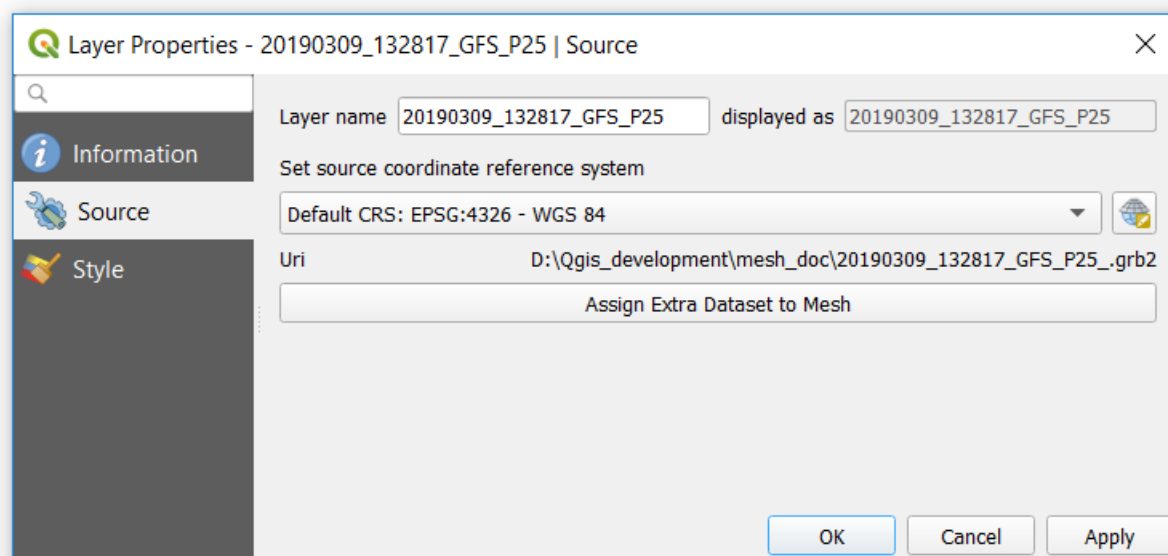 Layer Properties - 20190309_132817_GFS_P25 | Source
Information
Source
Style
Layer name 20190309_132817_GFS_P25 displayed as 20190309_132817_GFS_P25
Set source coordinate reference system
Default CRS: EPSG:4326 - WGS 84
Uri D:\Qgis_development\mesh_doc\20190309_132817_GFS_P25_.grb2
Assign Extra Dataset to Mesh
OK Cancel Apply